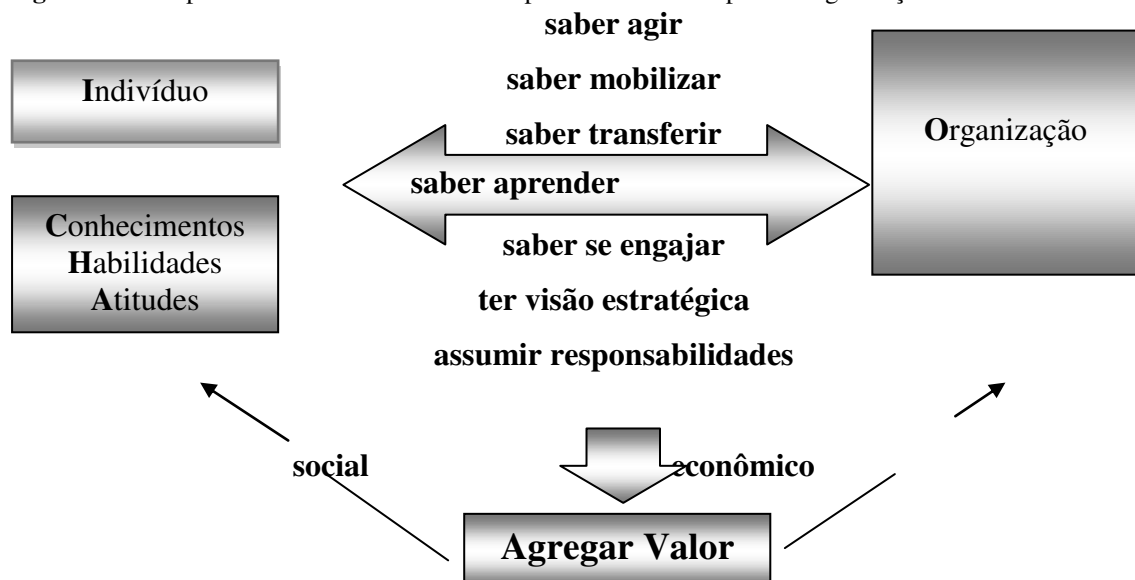 saber agir
Indivíduo
saber mobilizar
Organização
saber transferir
saber aprender
Conhecimentos
Habilidades
Atitudes
saber se engajar
ter visão estratégica
assumir responsabilidades
social
econômico
Agregar Valor